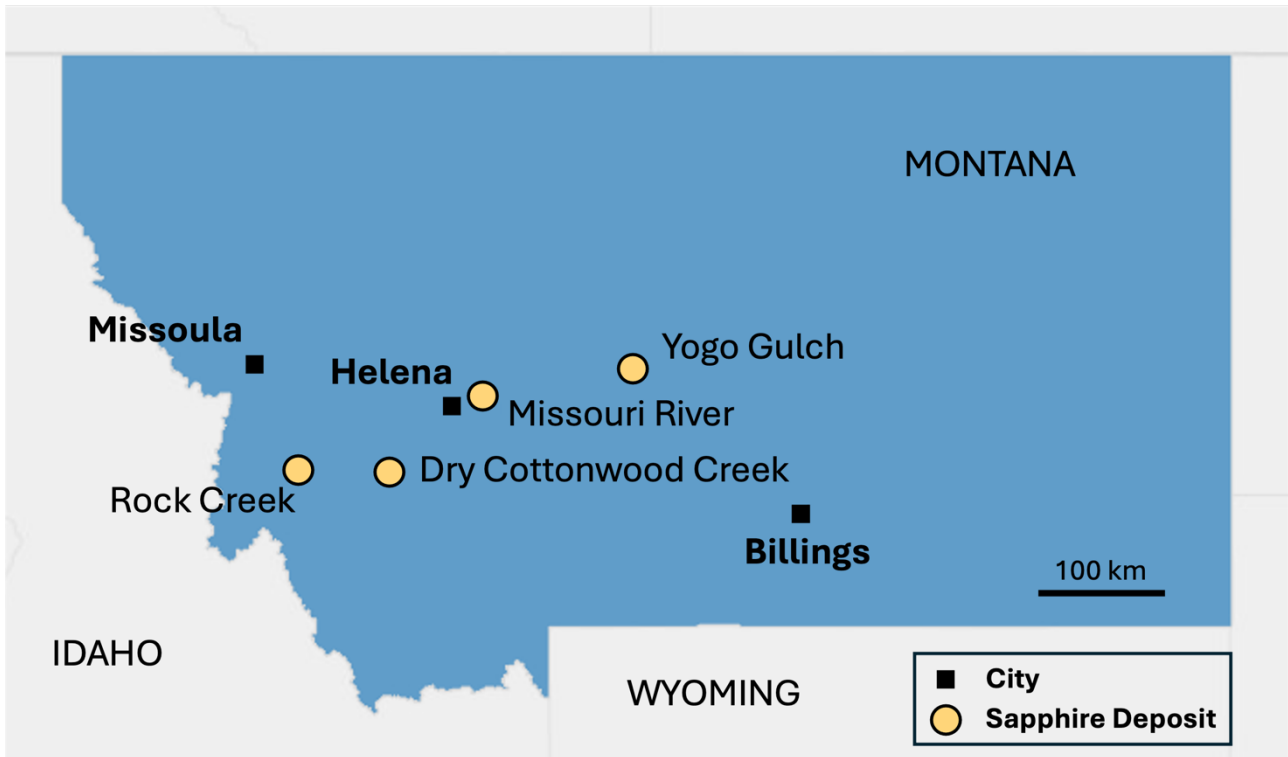 MONTANA
Missoula
Yogo Gulch
Helena
Missouri River
Dry Cottonwood Creek
Rock Creek
Billings
100 km
IDAHO
WYOMING
City
Sapphire Deposit